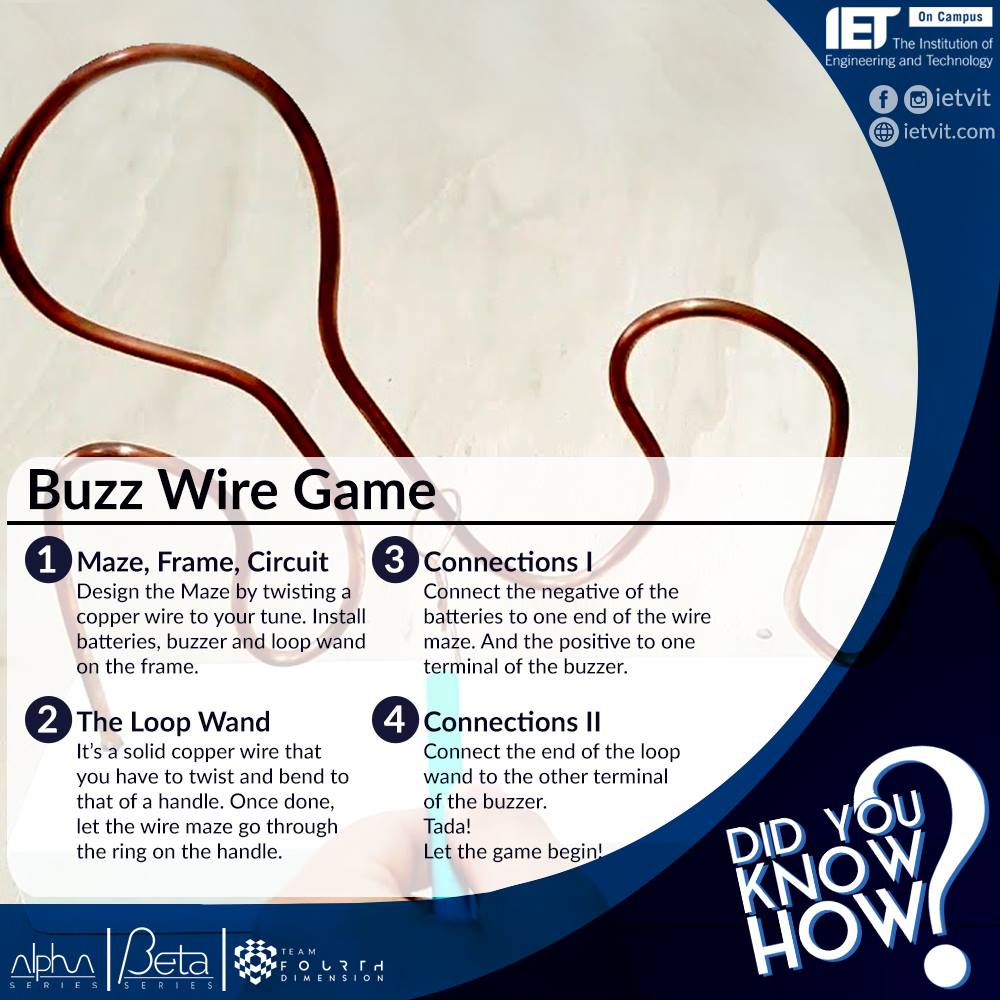 IET On Campus
The Institution of
Engineering and Technology
ietvit
ietvit.com
Buzz Wire Game
1 Maze, Frame, Circuit
Design the Maze by twisting a
copper wire to your tune. Install
batteries, buzzer and loop wand
on the frame.
2 The Loop Wand
It's a solid copper wire that
you have to twist and bend to
that of a handle. Once done,
let the wire maze go through
the ring on the handle.
3 Connections I
Connect the negative of the
batteries to one end of the wire
maze. And the positive to one
terminal of the buzzer.
4 Connections II
Connect the end of the loop
wand to the other terminal
of the buzzer.
Tada!
Let the game begin!
DID YOU
KNOW
HOW?
Alpha
SERIES
Beta
SERIES
TEAM
FOURTH
DIMENSION